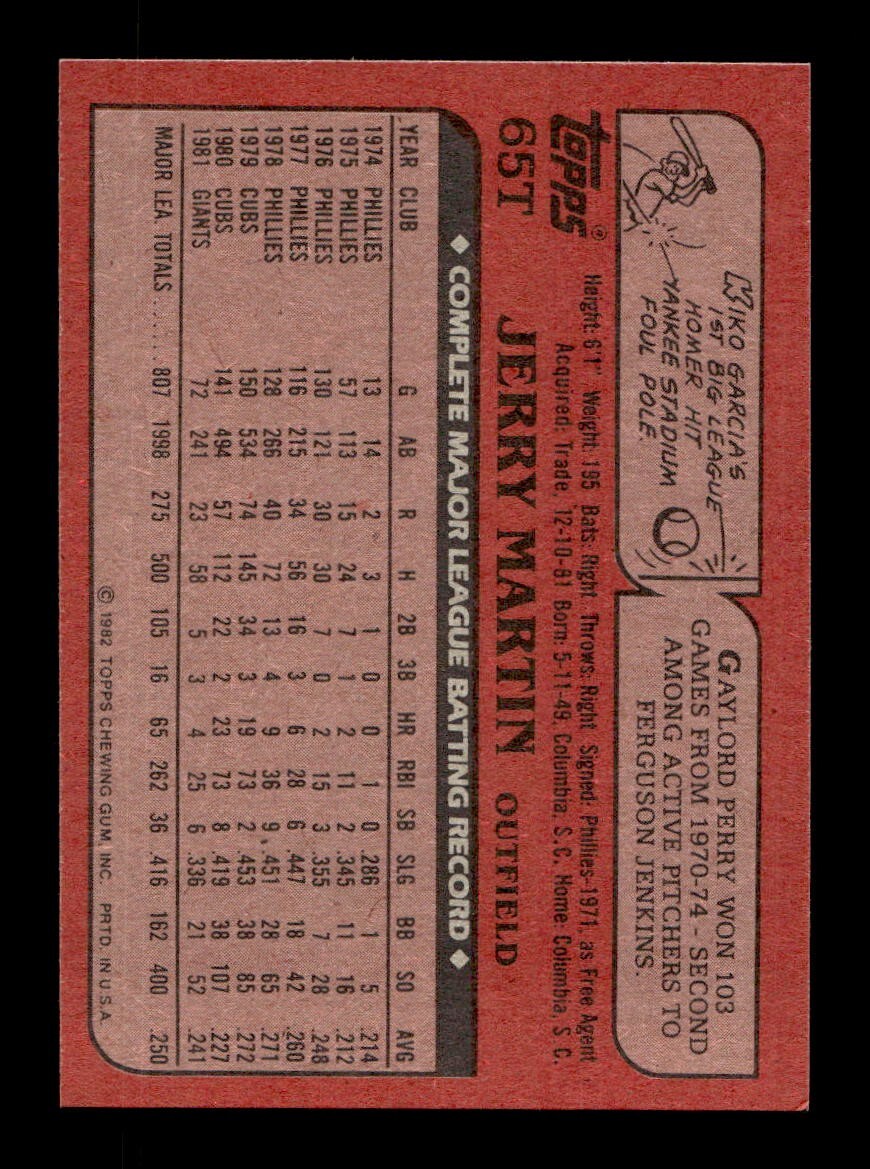 KIKO GARCIA'S
1ST BIG LEAGUE
HOMER HIT
YANKEE STADIUM
FOUL POLE.
GAYLORD PERRY WON 103
GAMES FROM 1970-74 - SECOND
AMONG ACTIVE PITCHERS TO
FERGUSON JENKINS.
TOPPS®
Height: 6'1" Weight: 195 Bats: Right Throws: Right Signed: Phillies-1971, as Free Agent
Acquired: Trade, 12-10-81 Born: 5-11-49, Columbia, S.C. Home: Columbia, S. C.
65T JERRY MARTIN OUTFIELD
◆ COMPLETE MAJOR LEAGUE BATTING RECORD ◆
YEAR CLUB G AB R H 2B 3B HR RBI SB SLG BB SO AVG
1974 PHILLIES 13 14 2 3 1 0 0 1 0 .286 1 5 .214
1975 PHILLIES 57 113 15 24 7 1 2 11 2 .345 11 16 .212
1976 PHILLIES 130 121 30 30 7 0 2 15 3 .355 7 28 .248
1977 PHILLIES 116 215 34 56 16 3 6 28 6 .447 18 42 .260
1978 PHILLIES 128 266 40 72 13 4 9 36 9 .451 28 65 .271
1979 CUBS 150 534 74 145 34 3 19 73 2 .453 38 85 .272
1980 CUBS 141 494 57 112 22 2 23 73 8 .419 38 107 .227
1981 GIANTS 72 241 23 58 5 3 4 25 6 .336 21 52 .241
MAJOR LEA. TOTALS ...... 807 1998 275 500 105 16 65 262 36 .416 162 400 .250
© 1982 TOPPS CHEWING GUM, INC. PRTD. IN U.S.A.